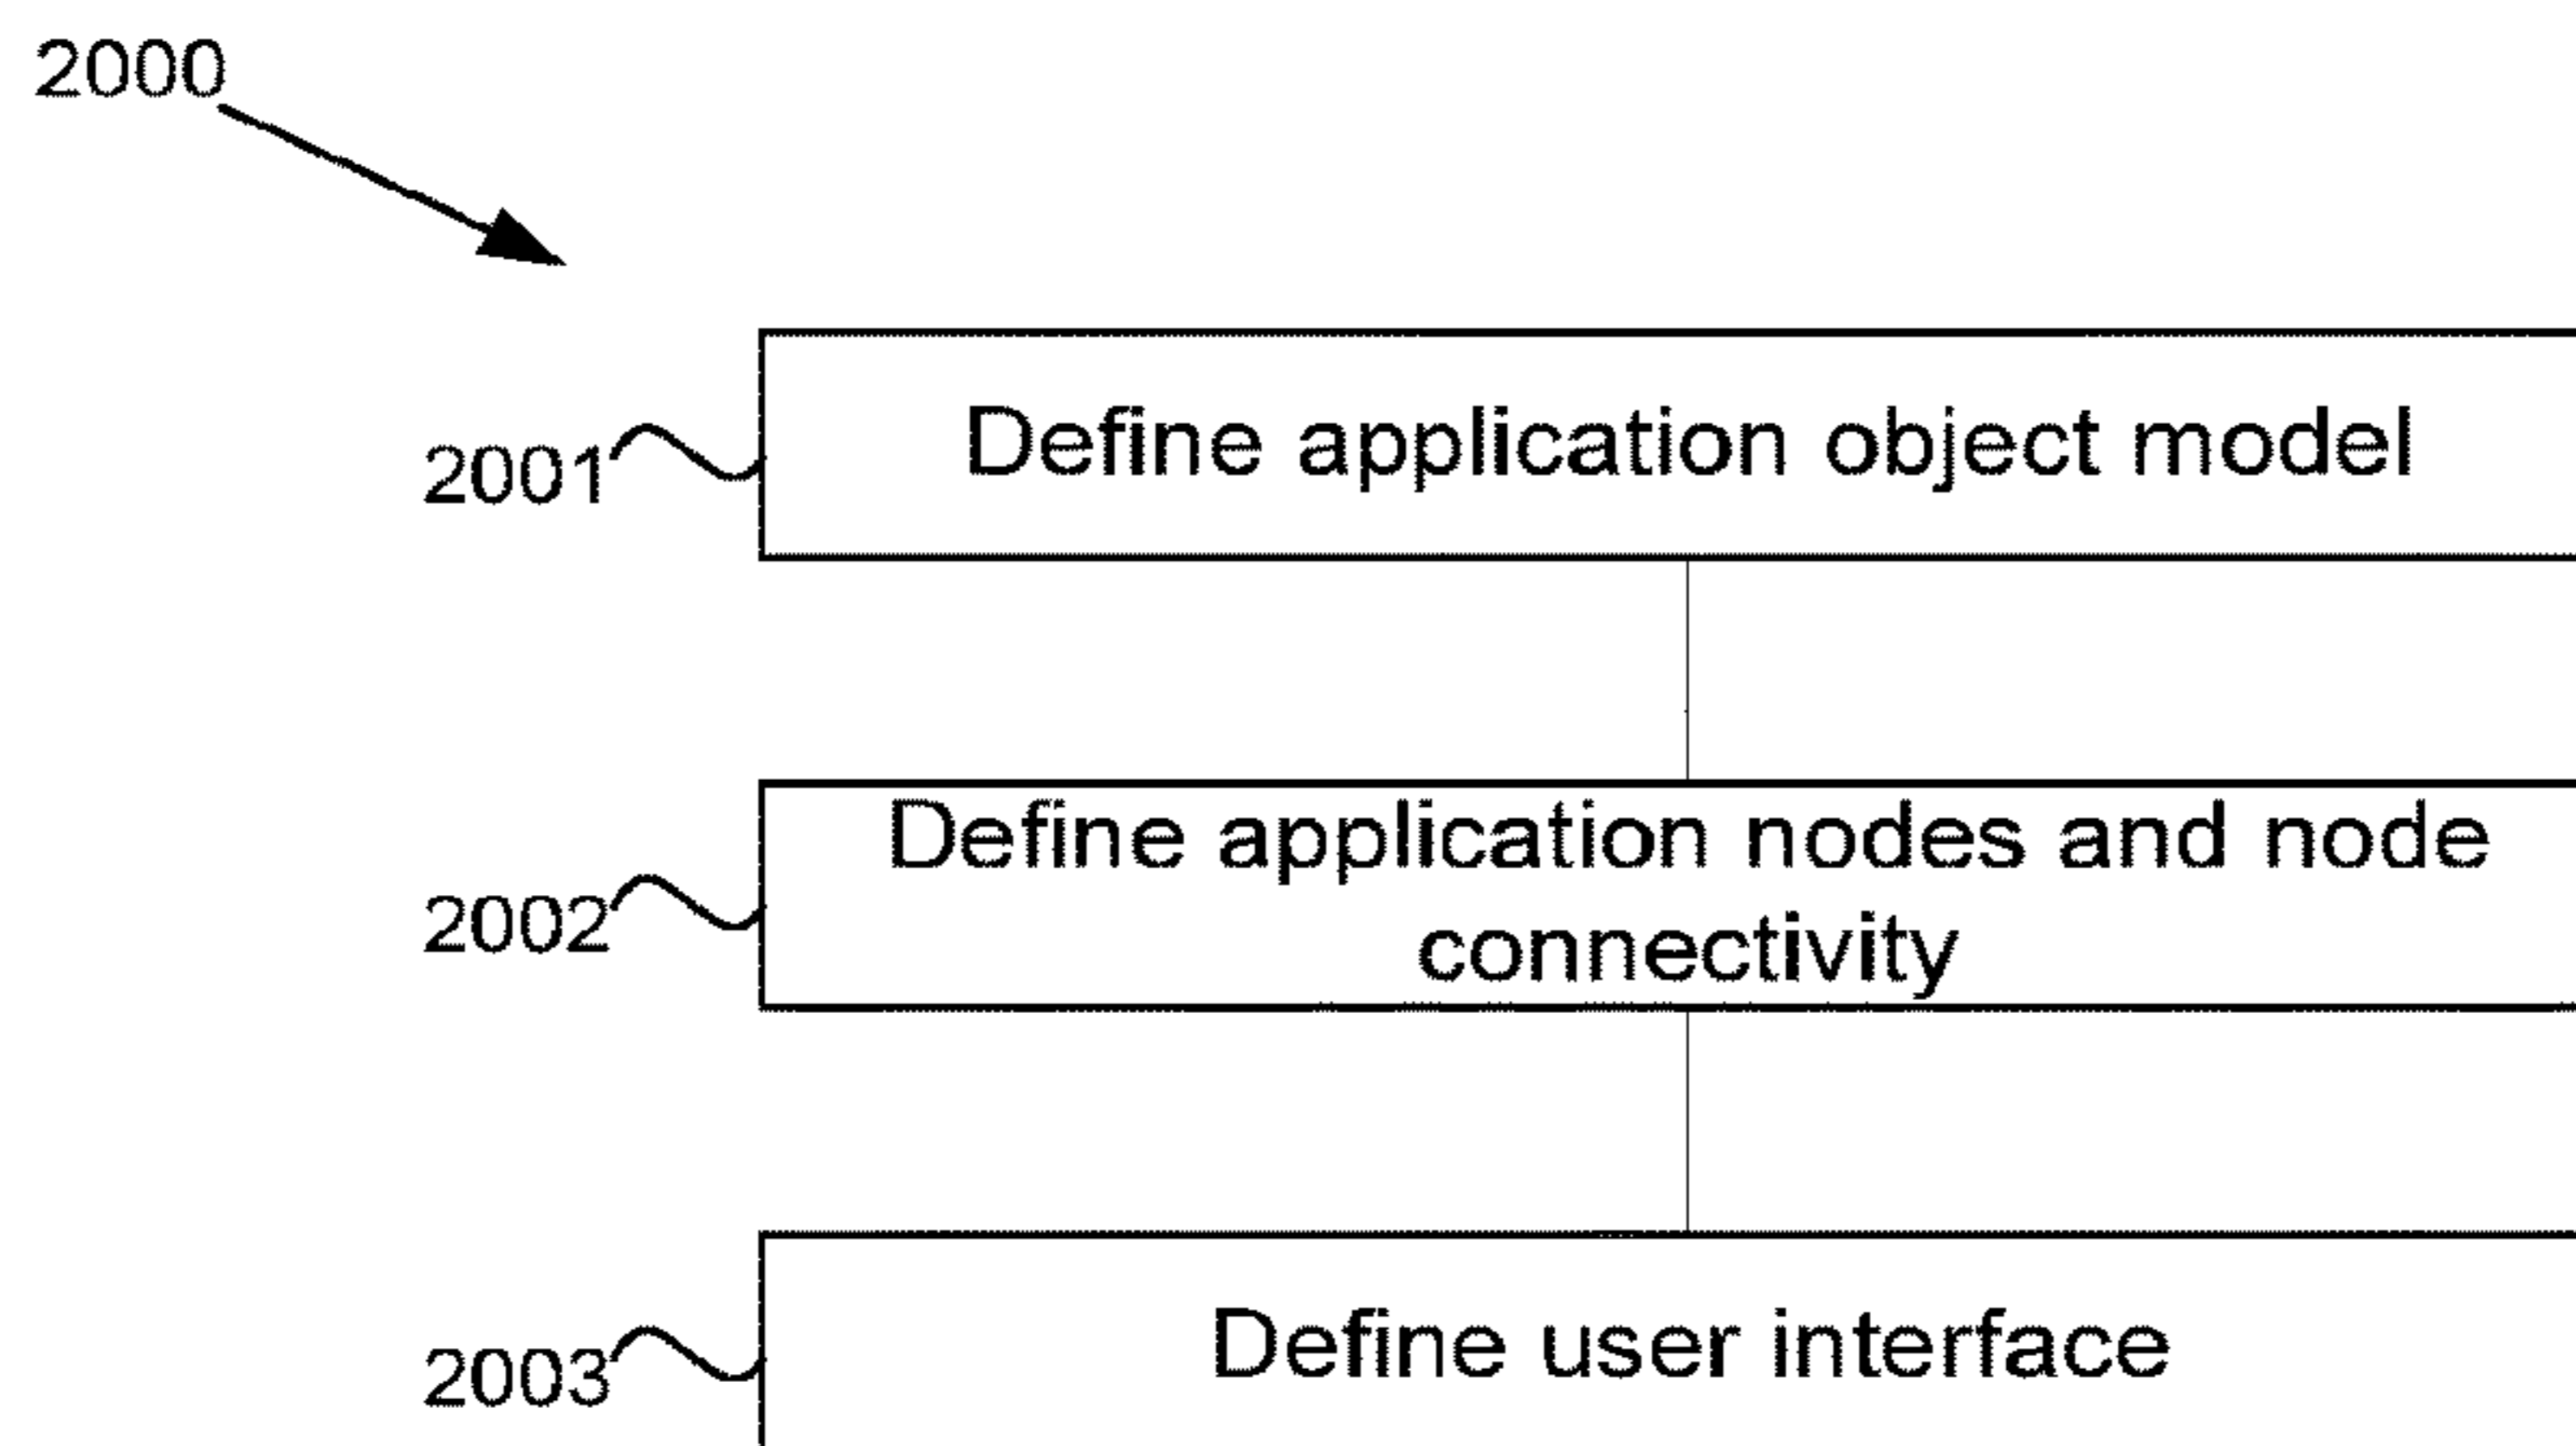 2000
2001
Define application object model
2002
Define application nodes and node
connectivity
2003
Define user interface